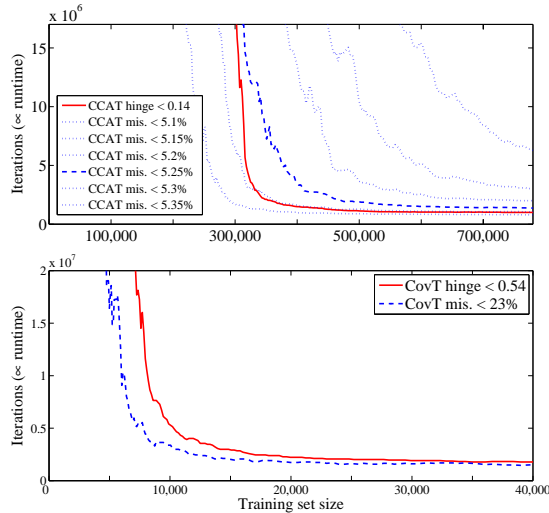 x 10^6
15
10
5
0
Iterations (∝ runtime)
CCAT hinge < 0.14
CCAT mis. < 5.1%
CCAT mis. < 5.15%
CCAT mis. < 5.2%
CCAT mis. < 5.25%
CCAT mis. < 5.3%
CCAT mis. < 5.35%
100,000 300,000 500,000 700,000
x 10^7
2
1.5
1
0.5
0
Iterations (∝ runtime)
CovT hinge < 0.54
CovT mis. < 23%
10,000 20,000 30,000 40,000
Training set size